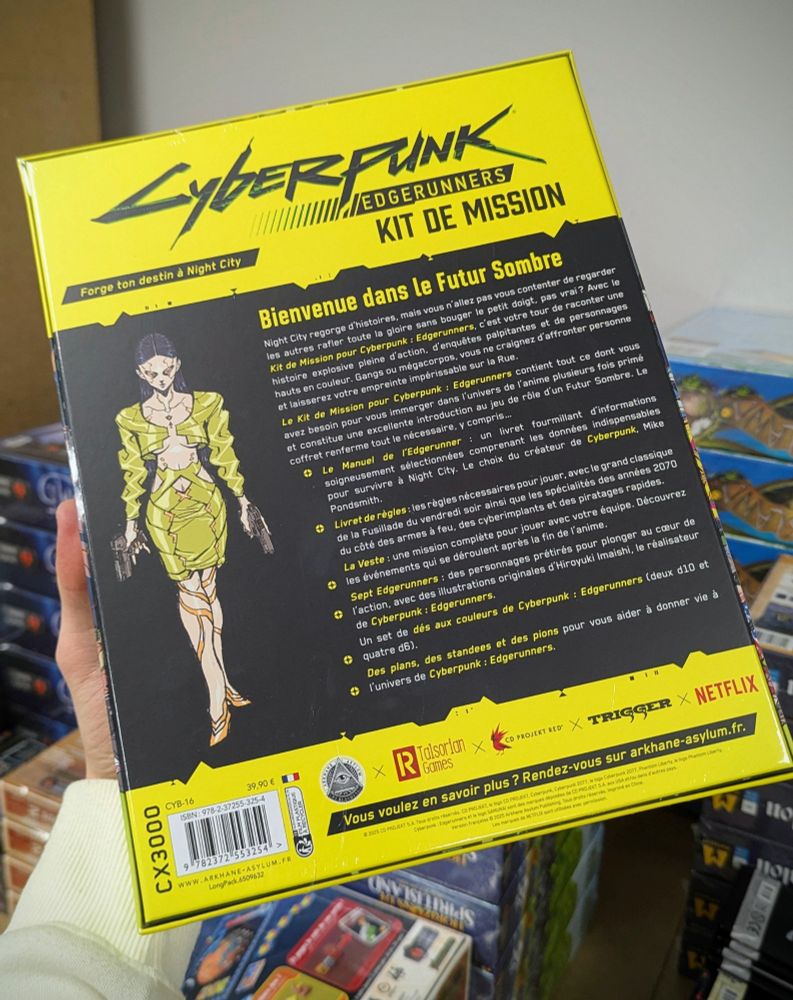 CYBERPUNK
EDGERUNNERS
KIT DE MISSION
Forge ton destin à Night City
Bienvenue dans le Futur Sombre
Night City regorge d'histoires, mais vous n'allez pas vous contenter de regarder
les autres rafler toute la gloire sans bouger le petit doigt, pas vrai ? Avec le
Kit de Mission pour Cyberpunk : Edgerunners, c'est votre tour de raconter une
histoire explosive pleine d'action, d'enquêtes palpitantes et de personnages
hauts en couleur. Gangs ou mégacorpos, vous ne craignez d'affronter personne
et laisserez votre empreinte impérissable sur la Rue.
Le Kit de Mission pour Cyberpunk : Edgerunners contient tout ce dont vous
avez besoin pour vous immerger dans l'univers de l'anime plusieurs fois primé
et constitue une excellente introduction au jeu de rôle d'un Futur Sombre. Le
coffret renferme tout le nécessaire, y compris...
Le Manuel de l'Edgerunner : un livret fourmillant d'informations
soigneusement sélectionnées comprenant les données indispensables
pour survivre à Night City. Le choix du créateur de Cyberpunk, Mike
Pondsmith.
Livret de règles : les règles nécessaires pour jouer, avec le grand classique
de la Fusillade du vendredi soir ainsi que les spécialités des années 2070
du côté des armes à feu, des cyberimplants et des piratages rapides.
La Veste : une mission complète pour jouer avec votre équipe. Découvrez
les événements qui se déroulent après la fin de l'anime.
Sept Edgerunners : des personnages prétirés pour plonger au cœur de
l'action, avec des illustrations originales d'Hiroyuki Imaishi, le réalisateur
de Cyberpunk : Edgerunners.
Un set de dés aux couleurs de Cyberpunk : Edgerunners (deux d10 et
quatre d6).
Des plans, des standees et des pions pour vous aider à donner vie à
l'univers de Cyberpunk : Edgerunners.
R Talsorian Games × CD PROJEKT RED × TRIGGER × NETFLIX
Vous voulez en savoir plus ? Rendez-vous sur arkhane-asylum.fr.
CX3000
CYB-16
39,90 €
ISBN: 978-2-37255-325-4
9 782372 553254 >
WWW.ARKHANE-ASYLUM.FR
LongPack.6509632
SPIRIT ISLAND